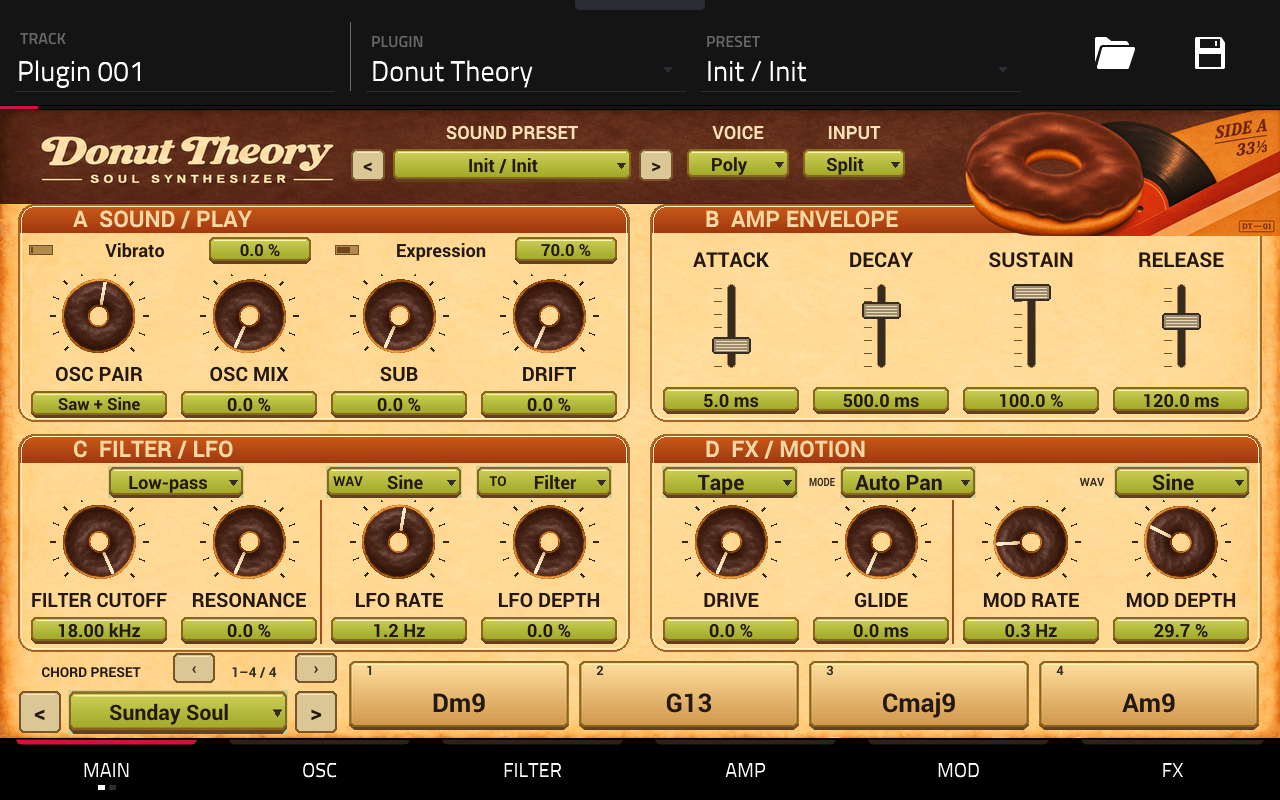 TRACK
Plugin 001
PLUGIN
Donut Theory
PRESET
Init / Init
Donut Theory
SOUL SYNTHESIZER
SOUND PRESET
< Init / Init >
VOICE
Poly
INPUT
Split
SIDE A
33⅓
DT—01
A SOUND / PLAY
Vibrato 0.0 % Expression 70.0 %
OSC PAIR OSC MIX SUB DRIFT
Saw + Sine 0.0 % 0.0 % 0.0 %
B AMP ENVELOPE
ATTACK DECAY SUSTAIN RELEASE
5.0 ms 500.0 ms 100.0 % 120.0 ms
C FILTER / LFO
Low-pass WAV Sine TO Filter
FILTER CUTOFF RESONANCE LFO RATE LFO DEPTH
18.00 kHz 0.0 % 1.2 Hz 0.0 %
D FX / MOTION
Tape MODE Auto Pan WAV Sine
DRIVE GLIDE MOD RATE MOD DEPTH
0.0 % 0.0 ms 0.3 Hz 29.7 %
CHORD PRESET ‹ 1–4 / 4 ›
< Sunday Soul >
1
Dm9
2
G13
3
Cmaj9
4
Am9
MAIN OSC FILTER AMP MOD FX